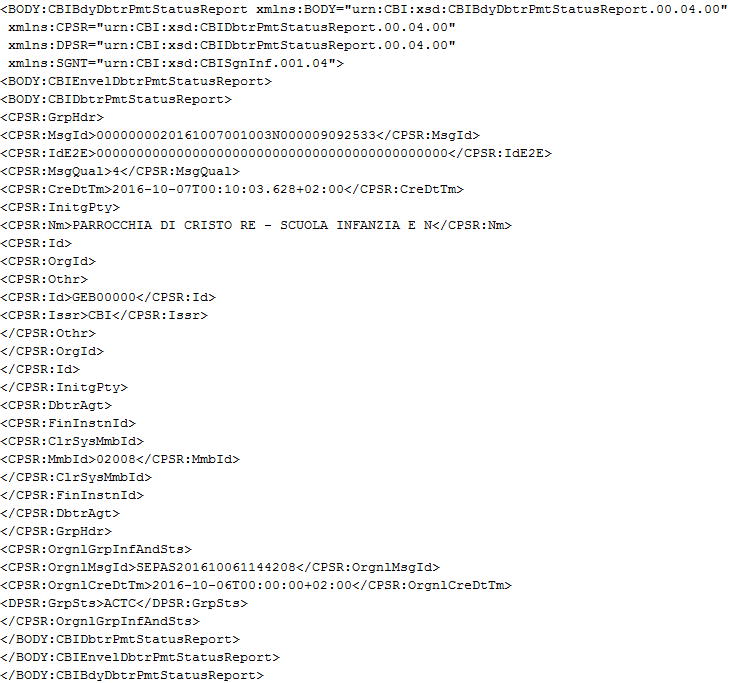 <BODY:CBIBdyDbtrPmtStatusReport xmlns:BODY="urn:CBI:xsd:CBIBdyDbtrPmtStatusReport.00.04.00"
xmlns:CPSR="urn:CBI:xsd:CBIDbtrPmtStatusReport.00.04.00"
xmlns:DPSR="urn:CBI:xsd:CBIDbtrPmtStatusReport.00.04.00"
xmlns:SGNT="urn:CBI:xsd:CBISgnInf.001.04">
<BODY:CBIEnvelDbtrPmtStatusReport>
<BODY:CBIDbtrPmtStatusReport>
<CPSR:GrpHdr>
<CPSR:MsgId>0000000020161007001003N000009092533</CPSR:MsgId>
<CPSR:IdE2E>00000000000000000000000000000000000000000000</CPSR:IdE2E>
<CPSR:MsgQual>4</CPSR:MsgQual>
<CPSR:CreDtTm>2016-10-07T00:10:03.628+02:00</CPSR:CreDtTm>
<CPSR:InitgPty>
<CPSR:Nm>PARROCCHIA DI CRISTO RE - SCUOLA INFANZIA E N</CPSR:Nm>
<CPSR:Id>
<CPSR:OrgId>
<CPSR:Othr>
<CPSR:Id>GEB00000</CPSR:Id>
<CPSR:Issr>CBI</CPSR:Issr>
</CPSR:Othr>
</CPSR:OrgId>
</CPSR:Id>
</CPSR:InitgPty>
<CPSR:DbtrAgt>
<CPSR:FinInstnId>
<CPSR:ClrSysMmbId>
<CPSR:MmbId>02008</CPSR:MmbId>
</CPSR:ClrSysMmbId>
</CPSR:FinInstnId>
</CPSR:DbtrAgt>
</CPSR:GrpHdr>
<CPSR:OrgnlGrpInfAndSts>
<CPSR:OrgnlMsgId>SEPAS201610061144208</CPSR:OrgnlMsgId>
<CPSR:OrgnlCreDtTm>2016-10-06T00:00:00+02:00</CPSR:OrgnlCreDtTm>
<DPSR:GrpSts>ACTC</DPSR:GrpSts>
</CPSR:OrgnlGrpInfAndSts>
</BODY:CBIDbtrPmtStatusReport>
</BODY:CBIEnvelDbtrPmtStatusReport>
</BODY:CBIBdyDbtrPmtStatusReport>